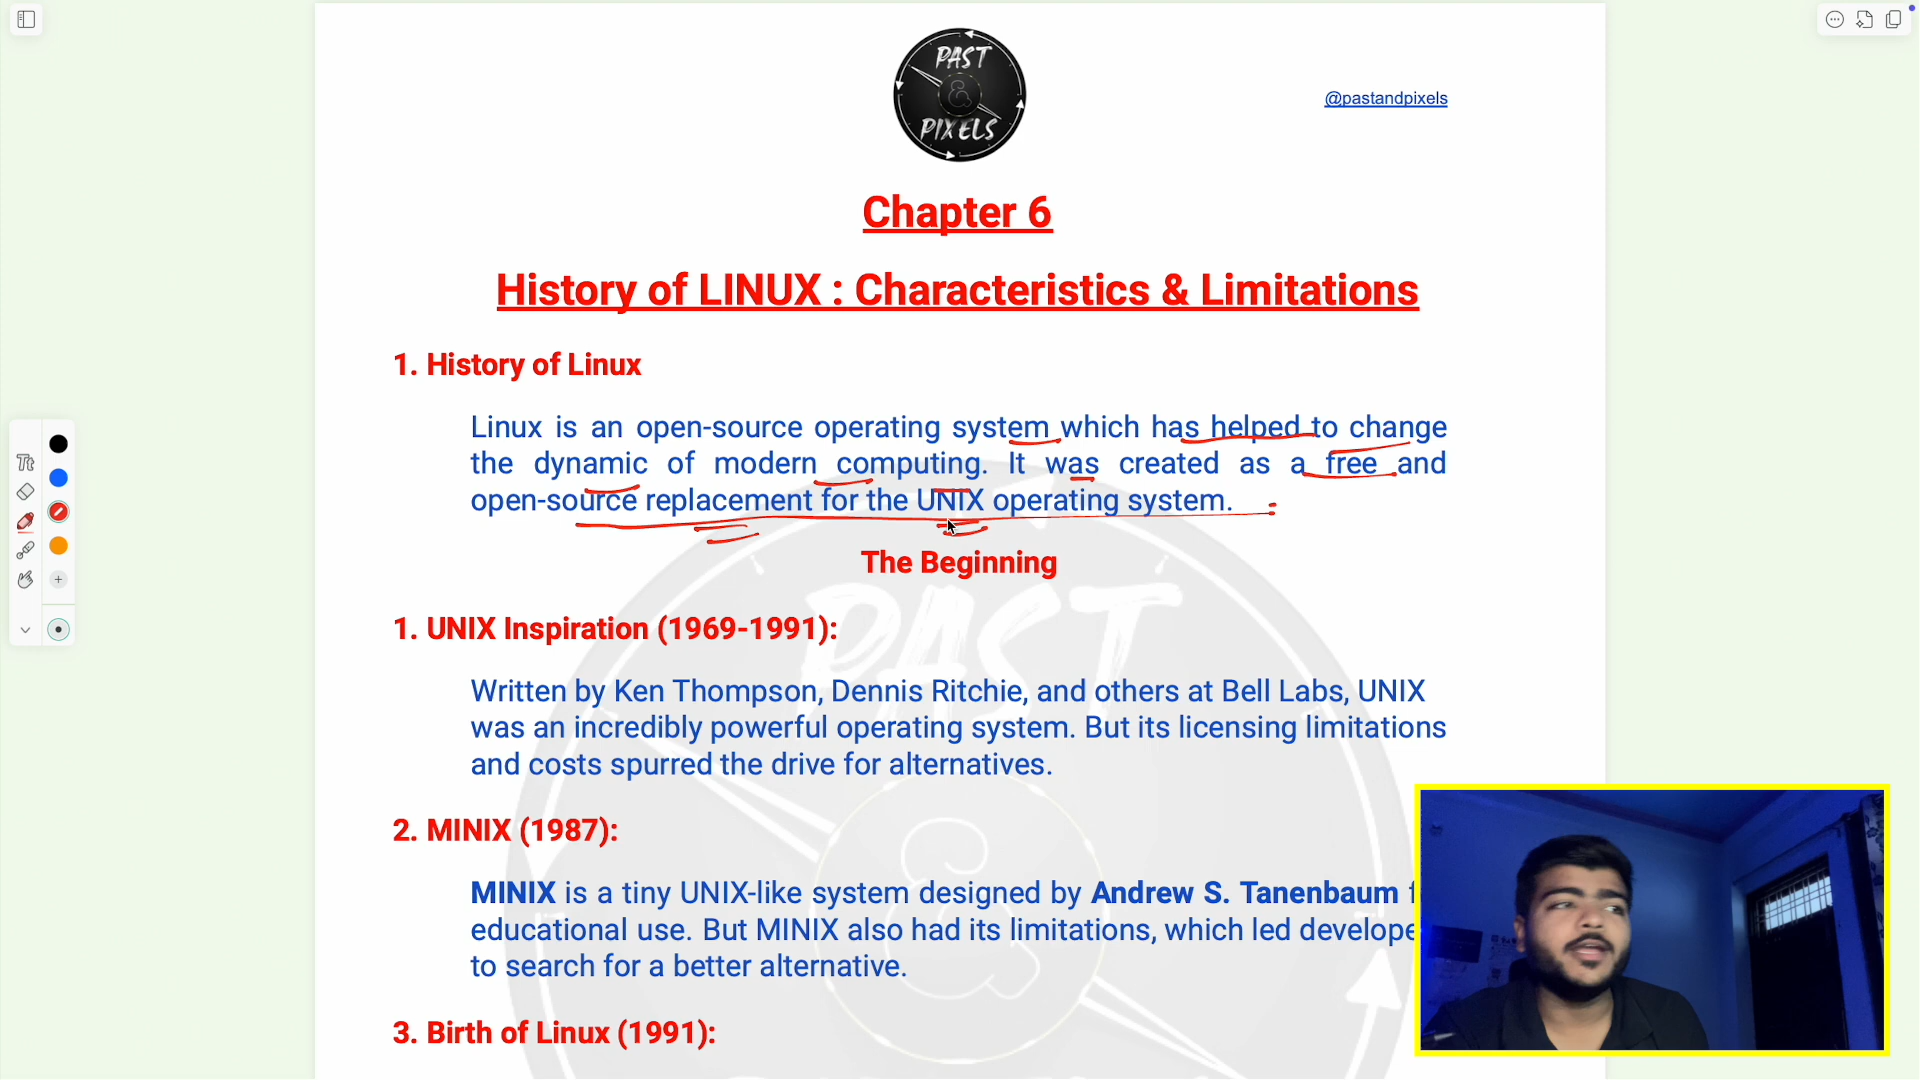 PAST
&
PIXELS
@pastandpixels
Chapter 6
History of LINUX : Characteristics & Limitations
1. History of Linux
Linux is an open-source operating system which has helped to change
the dynamic of modern computing. It was created as a free and
open-source replacement for the UNIX operating system.
The Beginning
1. UNIX Inspiration (1969-1991):
Written by Ken Thompson, Dennis Ritchie, and others at Bell Labs, UNIX
was an incredibly powerful operating system. But its licensing limitations
and costs spurred the drive for alternatives.
2. MINIX (1987):
MINIX is a tiny UNIX-like system designed by Andrew S. Tanenbaum
educational use. But MINIX also had its limitations, which led
to search for a better alternative.
3. Birth of Linux (1991):
PAST
&
Tt